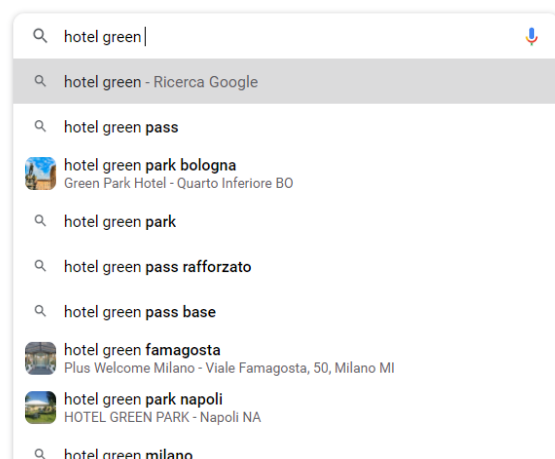 hotel green
hotel green - Ricerca Google
hotel green pass
hotel green park bologna
Green Park Hotel - Quarto Inferiore BO
hotel green park
hotel green pass rafforzato
hotel green pass base
hotel green famagosta
Plus Welcome Milano - Viale Famagosta, 50, Milano MI
hotel green park napoli
HOTEL GREEN PARK - Napoli NA
hotel green milano